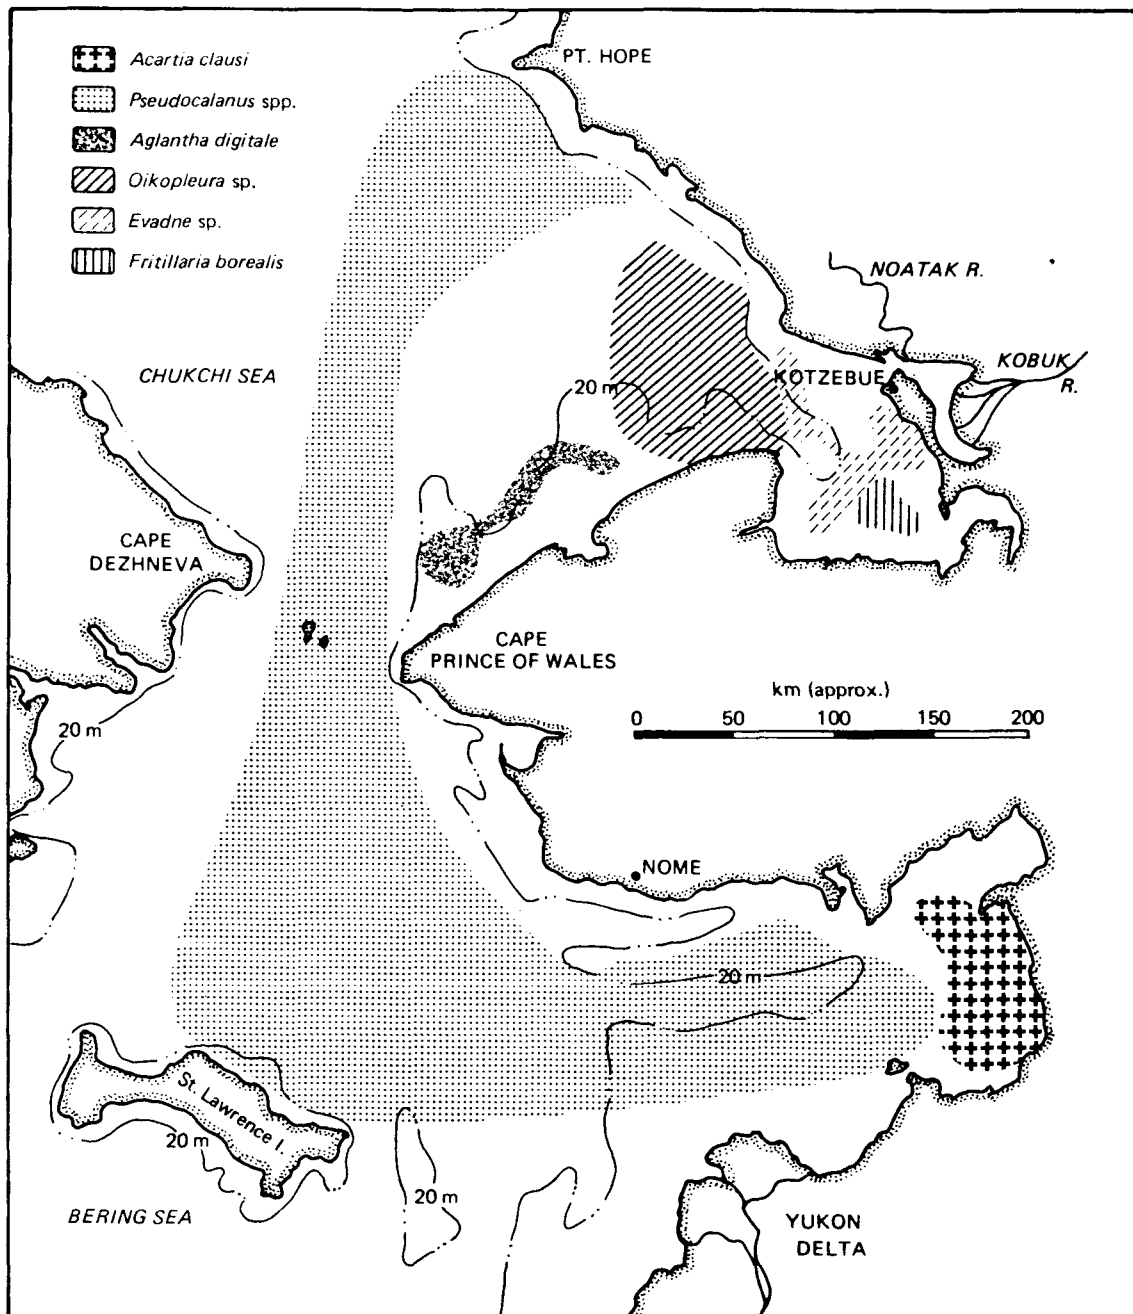 Acartia clausi
Pseudocalanus spp.
Aglantha digitale
Oikopleura sp.
Evadne sp.
Fritillaria borealis
PT. HOPE
NOATAK R.
KOBUK
R.
KOTZEBUE
CHUKCHI SEA
20 m
CAPE
DEZHNEVA
CAPE
PRINCE OF WALES
km (approx.)
0 50 100 150 200
20 m
NOME
20 m
St. Lawrence I.
20 m
20 m
BERING SEA
YUKON
DELTA